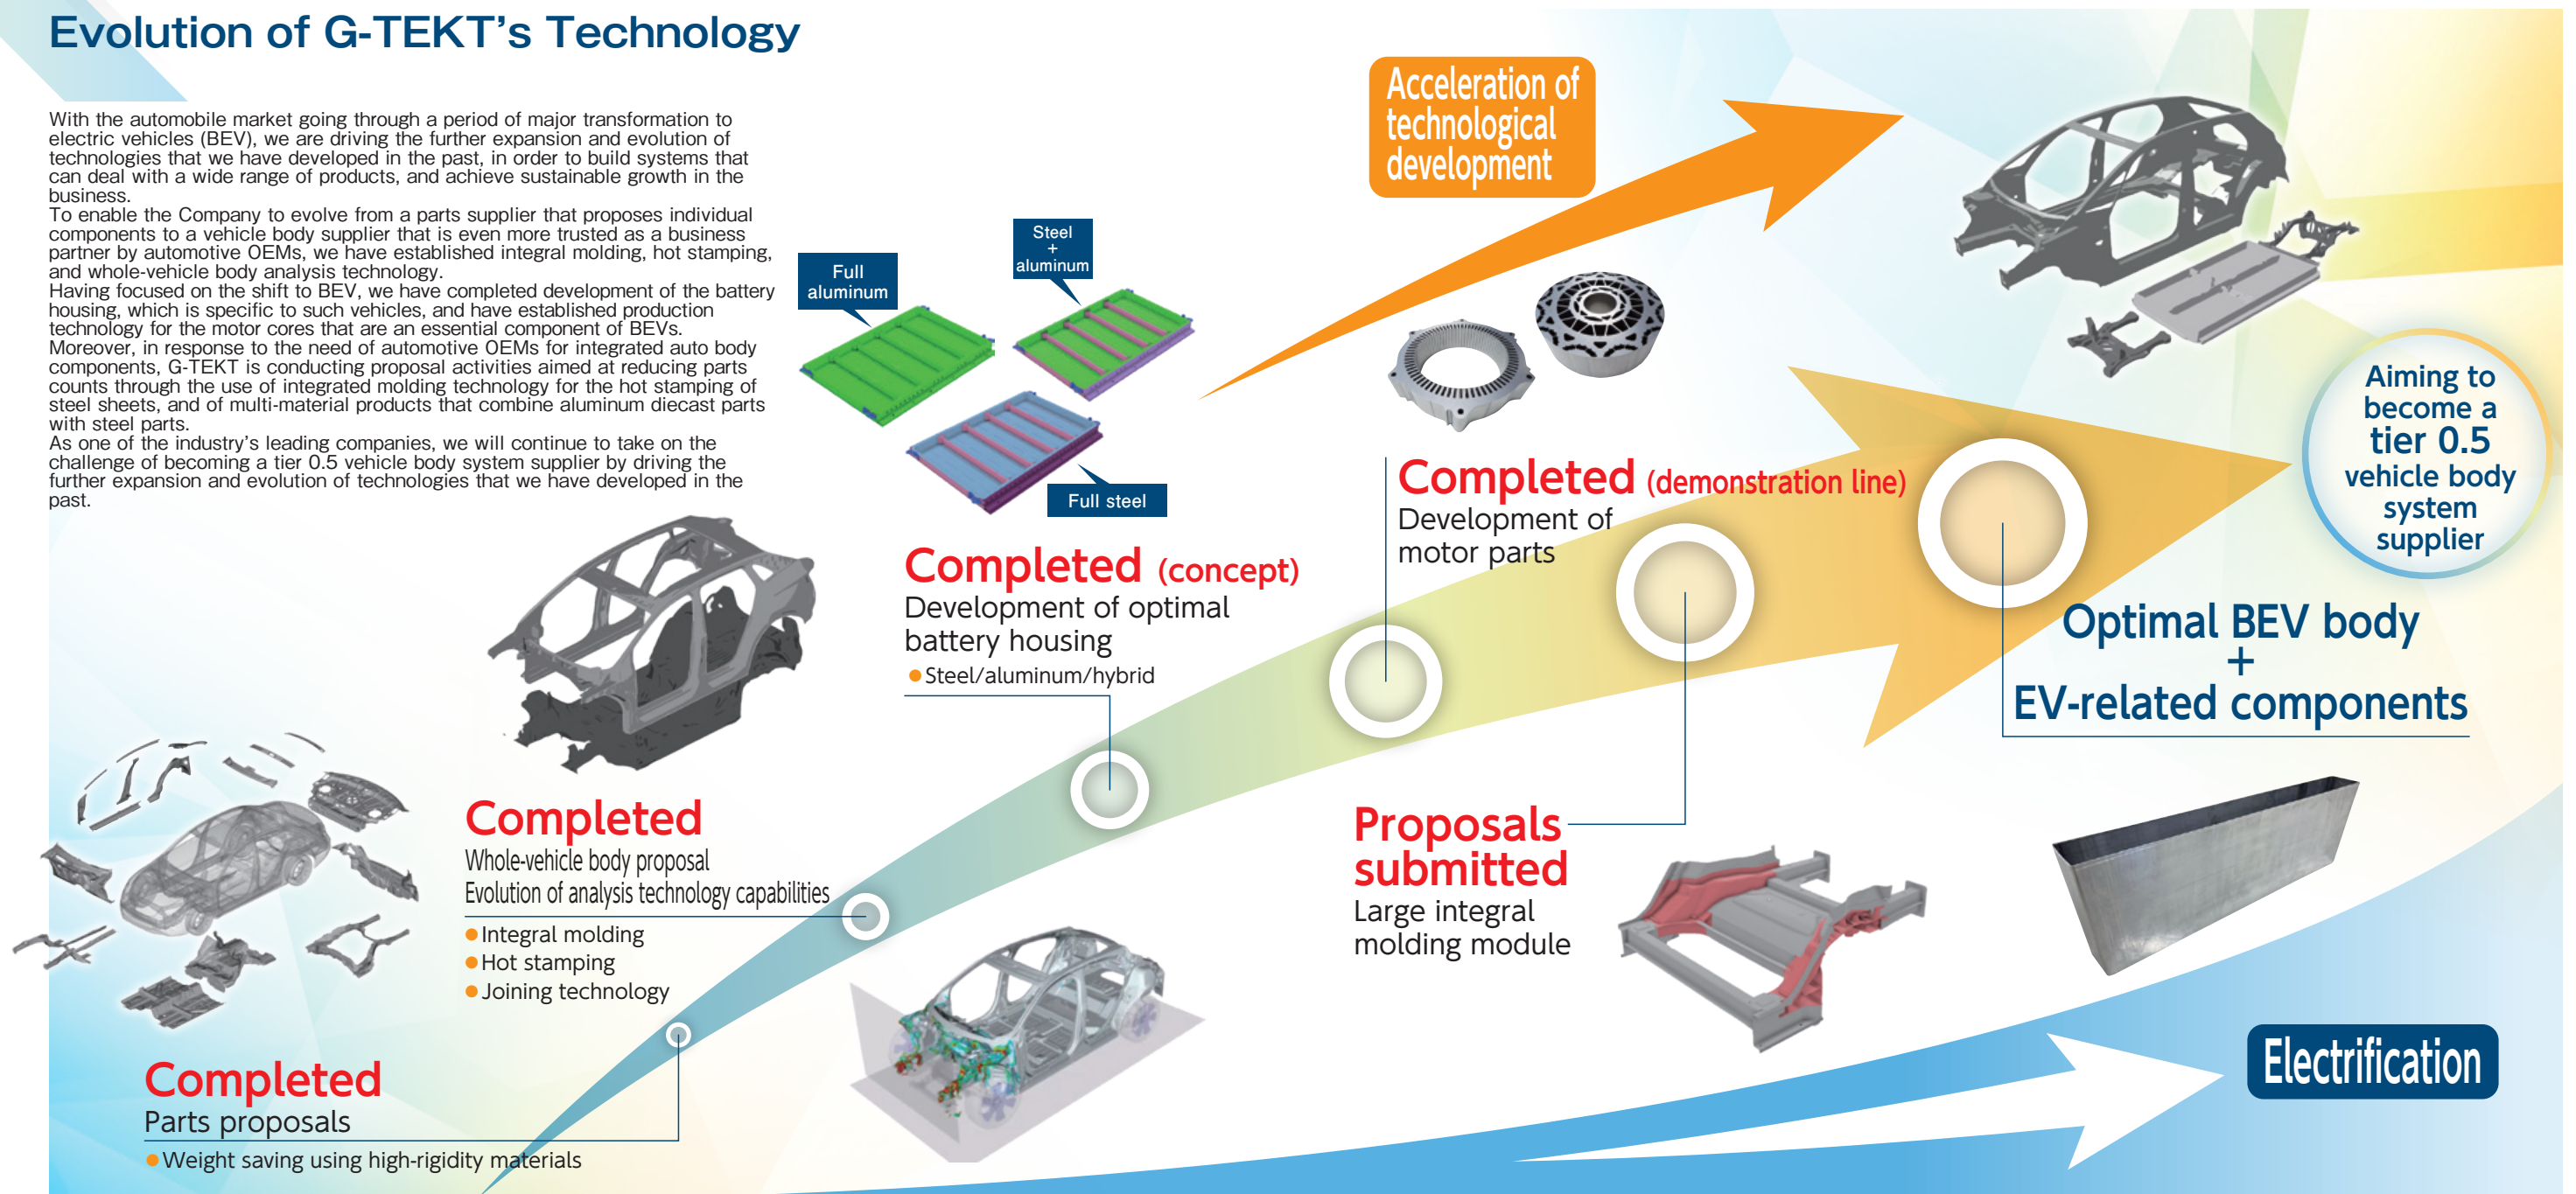 Evolution of G-TEKT's Technology
With the automobile market going through a period of major transformation to
electric vehicles (BEV), we are driving the further expansion and evolution of
technologies that we have developed in the past, in order to build systems that
can deal with a wide range of products, and achieve sustainable growth in the
business.
To enable the Company to evolve from a parts supplier that proposes individual
components to a vehicle body supplier that is even more trusted as a business
partner by automotive OEMs, we have established integral molding, hot stamping,
and whole-vehicle body analysis technology.
Having focused on the shift to BEV, we have completed development of the battery
housing, which is specific to such vehicles, and have established production
technology for the motor cores that are an essential component of BEVs.
Moreover, in response to the need of automotive OEMs for integrated auto body
components, G-TEKT is conducting proposal activities aimed at reducing parts
counts through the use of integrated molding technology for the hot stamping of
steel sheets, and of multi-material products that combine aluminum diecast parts
with steel parts.
As one of the industry's leading companies, we will continue to take on the
challenge of becoming a tier 0.5 vehicle body system supplier by driving the
further expansion and evolution of technologies that we have developed in the
past.
Completed
Parts proposals
● Weight saving using high-rigidity materials
Completed
Whole-vehicle body proposal
Evolution of analysis technology capabilities
● Integral molding
● Hot stamping
● Joining technology
Full
aluminum
Steel
+
aluminum
Full steel
Completed (concept)
Development of optimal
battery housing
● Steel/aluminum/hybrid
Acceleration of
technological
development
Completed (demonstration line)
Development of
motor parts
Proposals
submitted
Large integral
molding module
Optimal BEV body
+
EV-related components
Aiming to
become a
tier 0.5
vehicle body
system
supplier
Electrification